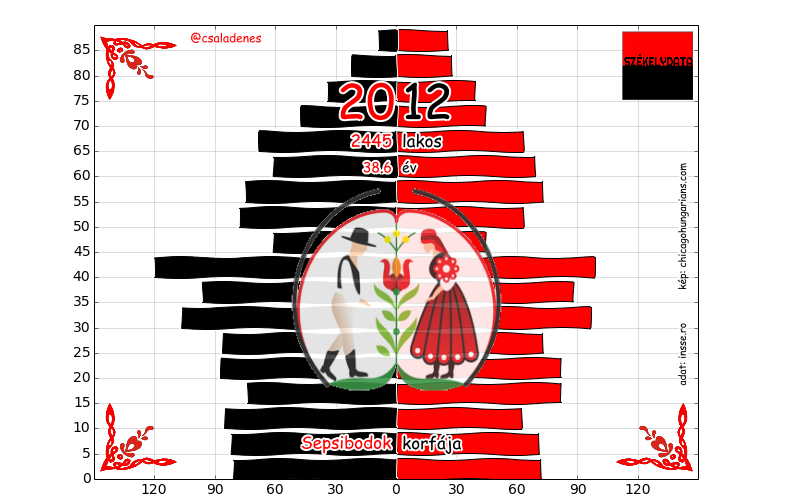 @csaladenes
SZÉKELYDATA
2012
2445 lakos
38.6 év
Sepsibodok korfája
kép: chicagohungarians.com
adat: insse.ro
85
80
75
70
65
60
55
50
45
40
35
30
25
20
15
10
5
0
120 90 60 30 0 30 60 90 120